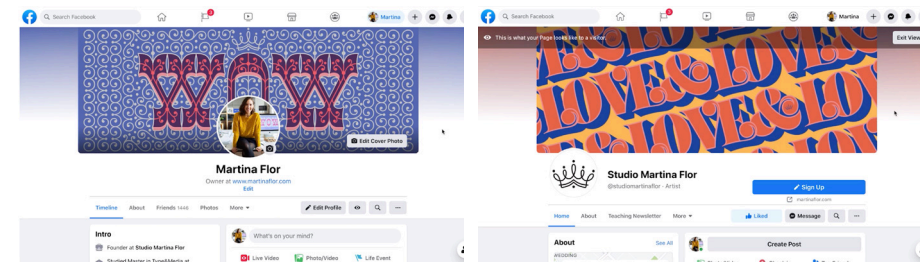 Search Facebook
3
Martina
WOW
Edit Cover Photo
Martina Flor
Owner at www.martinaflor.com
Edit
Timeline About Friends 1446 Photos More
Edit Profile
Intro
Founder at Studio Martina Flor
What's on your mind?
Live Video Photo/Video Life Event
Search Facebook
3
Martina
This is what your Page looks like to a visitor.
Exit View
LOVE&LOVE&LO
Studio Martina Flor
@studiomartinaflor · Artist
Sign Up
martinaflor.com
Home About Teaching Newsletter More
Liked Message
About See All
Create Post